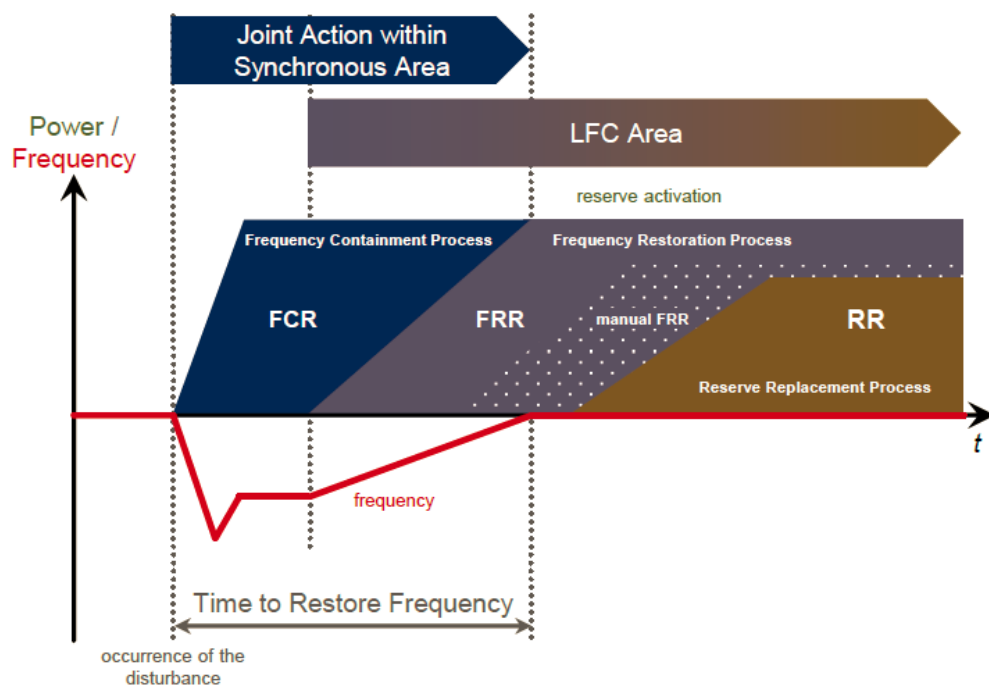 Joint Action within
Synchronous Area
LFC Area
Power /
Frequency
reserve activation
Frequency Containment Process
Frequency Restoration Process
FCR
FRR
manual FRR
RR
Reserve Replacement Process
t
frequency
Time to Restore Frequency
occurrence of the
disturbance